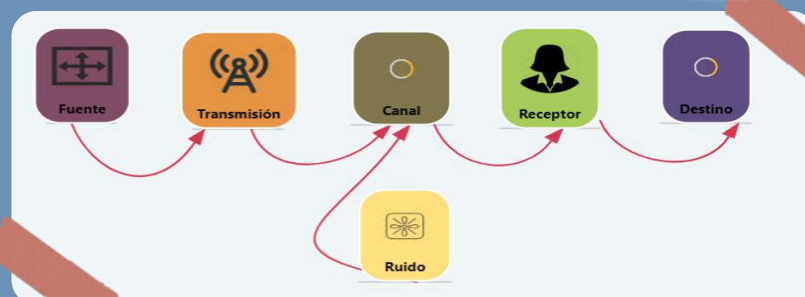 Fuente
Transmisión
Canal
Receptor
Destino
Ruido